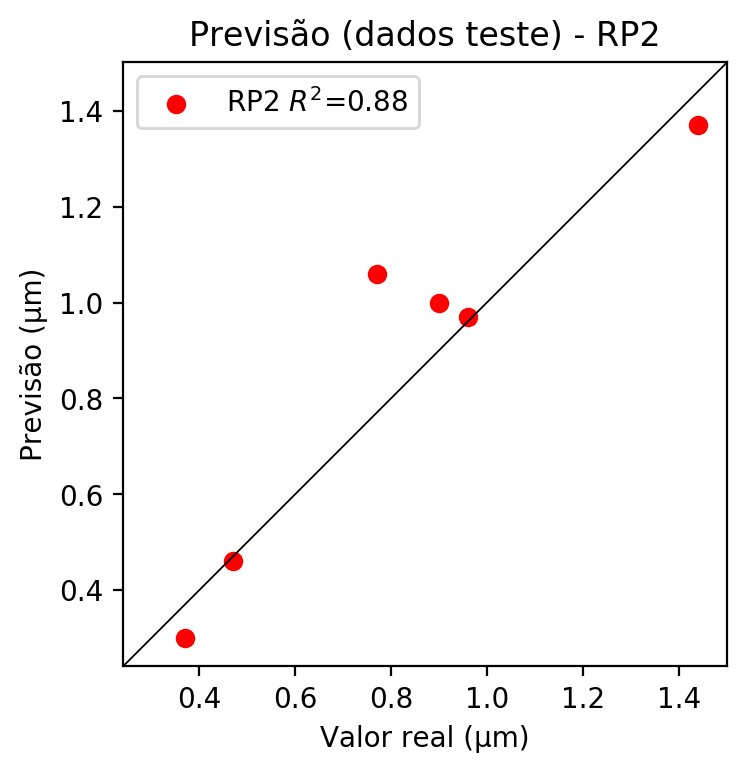 Previsão (dados teste) - RP2
RP2 R²=0.88
1.4
1.2
1.0
0.8
0.6
0.4
Previsão (µm)
0.4 0.6 0.8 1.0 1.2 1.4
Valor real (µm)